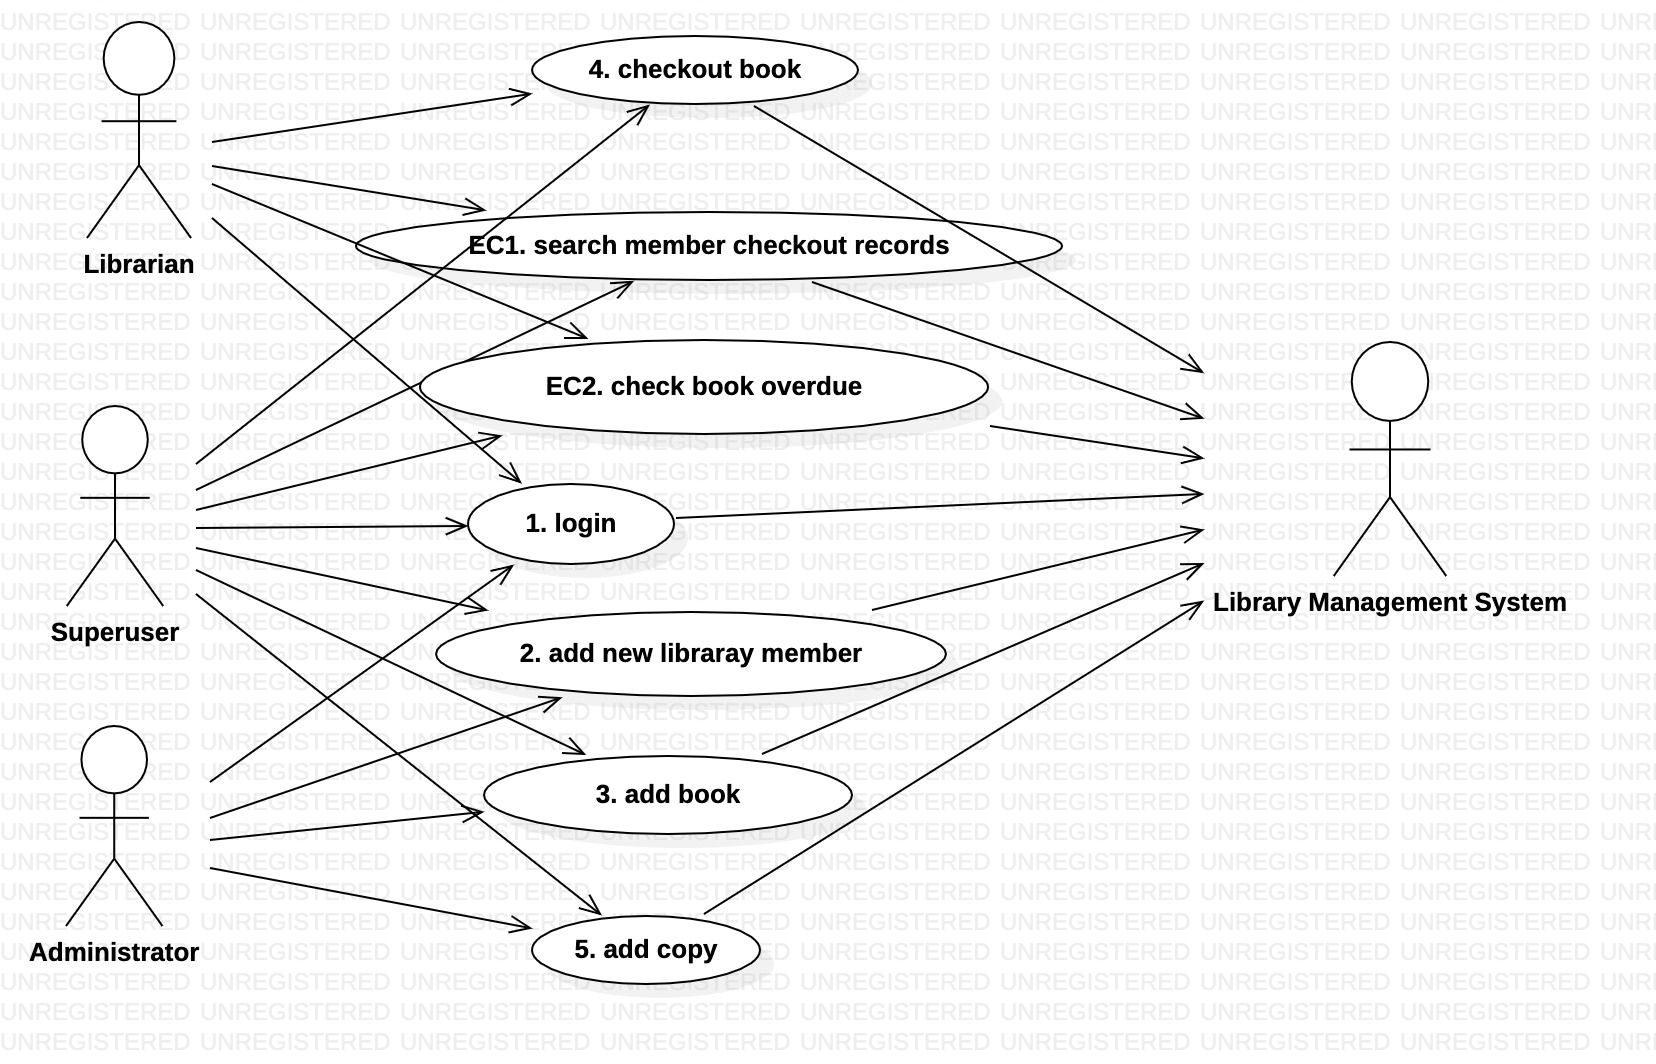 4. checkout book
EC1. search member checkout records
Librarian
EC2. check book overdue
1. login
Library Management System
Superuser
2. add new libraray member
3. add book
Administrator
5. add copy
UNREGISTERED